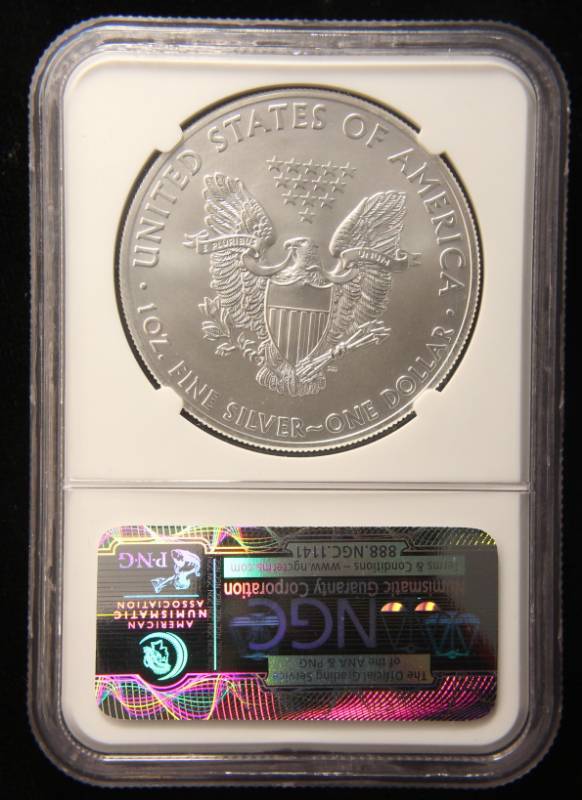 UNITED STATES OF AMERICA
E PLURIBUS
UNUM
1 OZ. FINE SILVER~ONE DOLLAR
The Official Grading Service
of the ANA & PNG
NGC
Numismatic Guaranty Corporation
Terms & Conditions – www.ngcterms.com
888.NGC.1141
AMERICAN
NUMISMATIC
ASSOCIATION
P·N·G